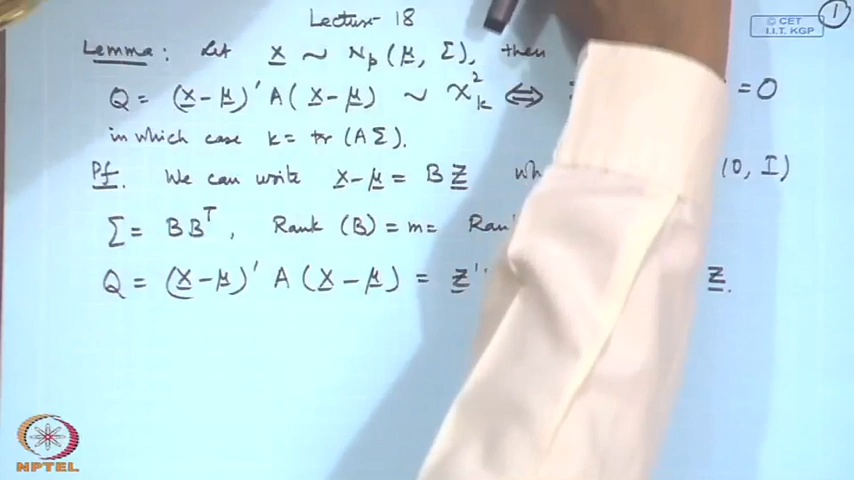 Lecture - 18
© CET
I.I.T. KGP
1
Lemma : Let X ~ N_p (μ, Σ), then
Q = (X - μ)' A (X - μ) ~ χ²_k ⇔ = 0
in which case k = tr (AΣ).
Pf. We can write X - μ = B Z (0, I)
Σ = BB^T, Rank (B) = m =
Q = (X - μ)' A (X - μ) = Z' Z.
NPTEL